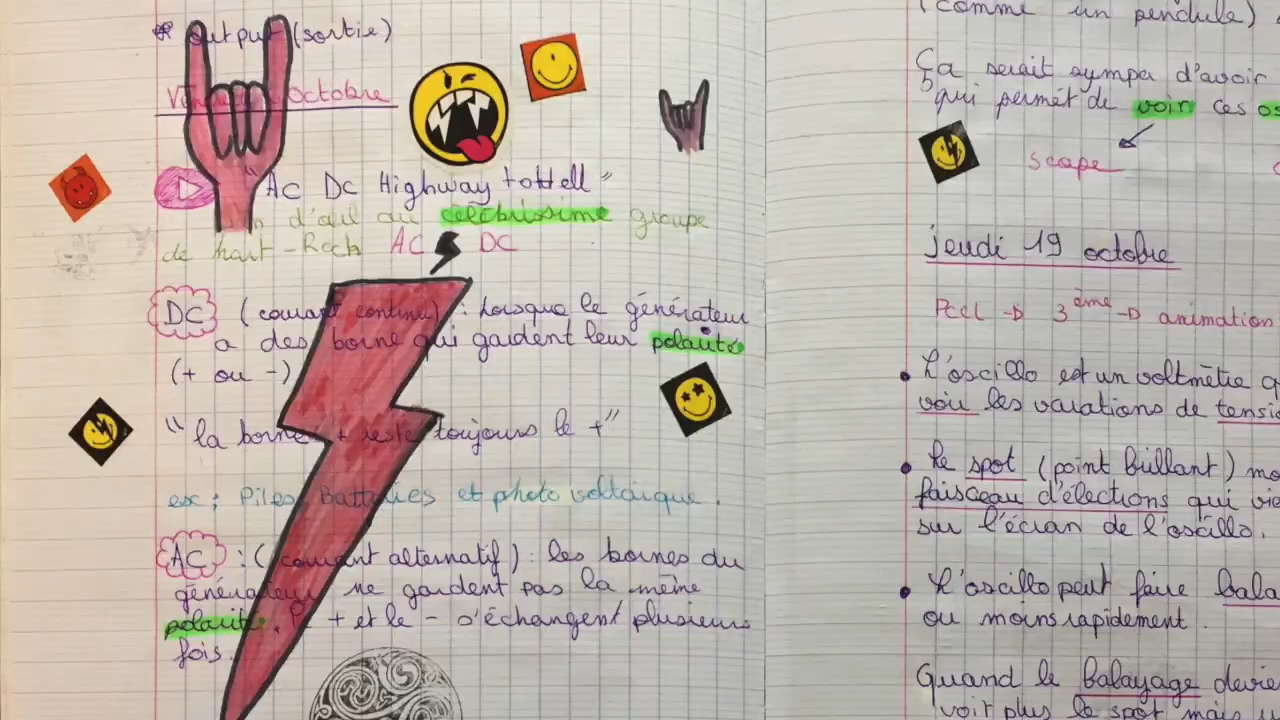 * output (sortie)
Vendredi octobre
"AC DC Highway to Hell"
d'œil au célébrissime groupe
de hart-Rock AC DC
DC (courant continu) : Lorsque le générateur
a des borne qui gardent leur polarité
(+ ou -)
"la borne + reste toujours le +"
ex : Piles Batteries et photo voltaïque.
AC : (courant alternatif) : les bornes du
générateur ne gardent pas la même
polarité. + et le - s'échangent plusieurs
fois.
(comme un pendule)
Ça serait sympa d'avoir
qui permet de voir ces os
scope
jeudi 19 octobre
Pccl → 3ème → animation
• L'oscillo est un voltmètre q
voir les variations de tensi
• Le spot (point brillant) mo
faisceau d'élections qui vie
sur l'écran de l'oscillo.
• L'oscillo peut faire bala
ou moins rapidement.
Quand le balayage devie
voit plus le spot mais u